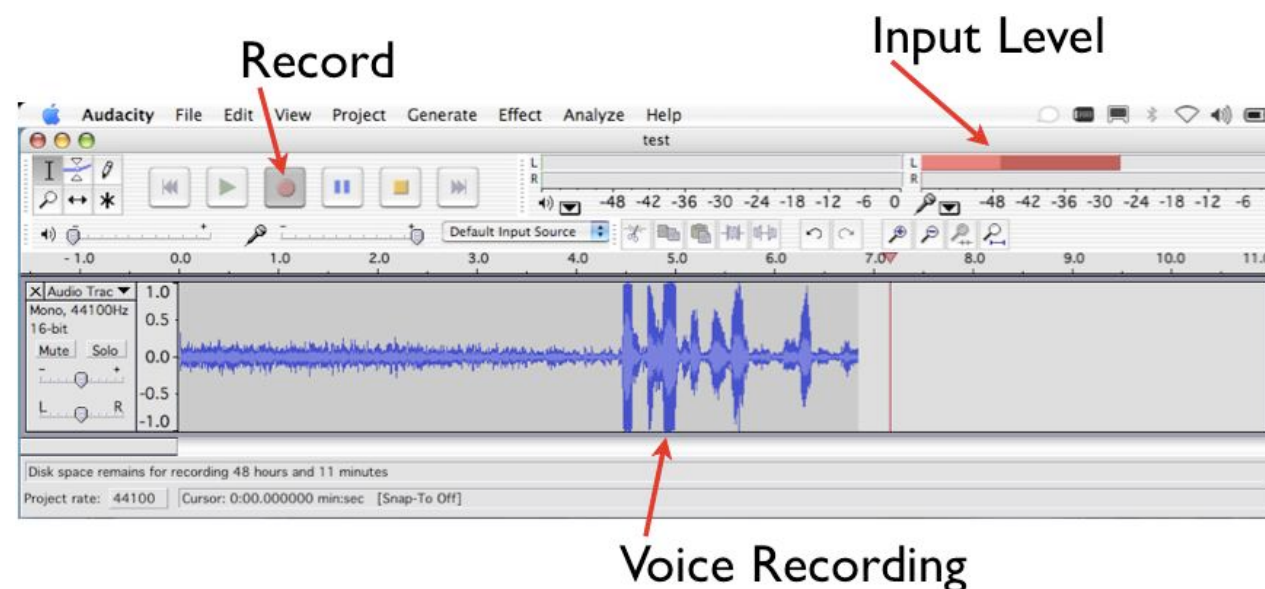 Record
Input Level
Audacity File Edit View Project Generate Effect Analyze Help
test
L
R
-48 -42 -36 -30 -24 -18 -12 -6 0
L
R
-48 -42 -36 -30 -24 -18 -12 -6
- + - + Default Input Source
- 1.0 0.0 1.0 2.0 3.0 4.0 5.0 6.0 7.0 8.0 9.0 10.0 11.0
X Audio Trac
Mono, 44100Hz
16-bit
Mute Solo
- +
L R
1.0
0.5
0.0
-0.5
-1.0
Disk space remains for recording 48 hours and 11 minutes
Project rate: 44100 Cursor: 0:00.000000 min:sec [Snap-To Off]
Voice Recording